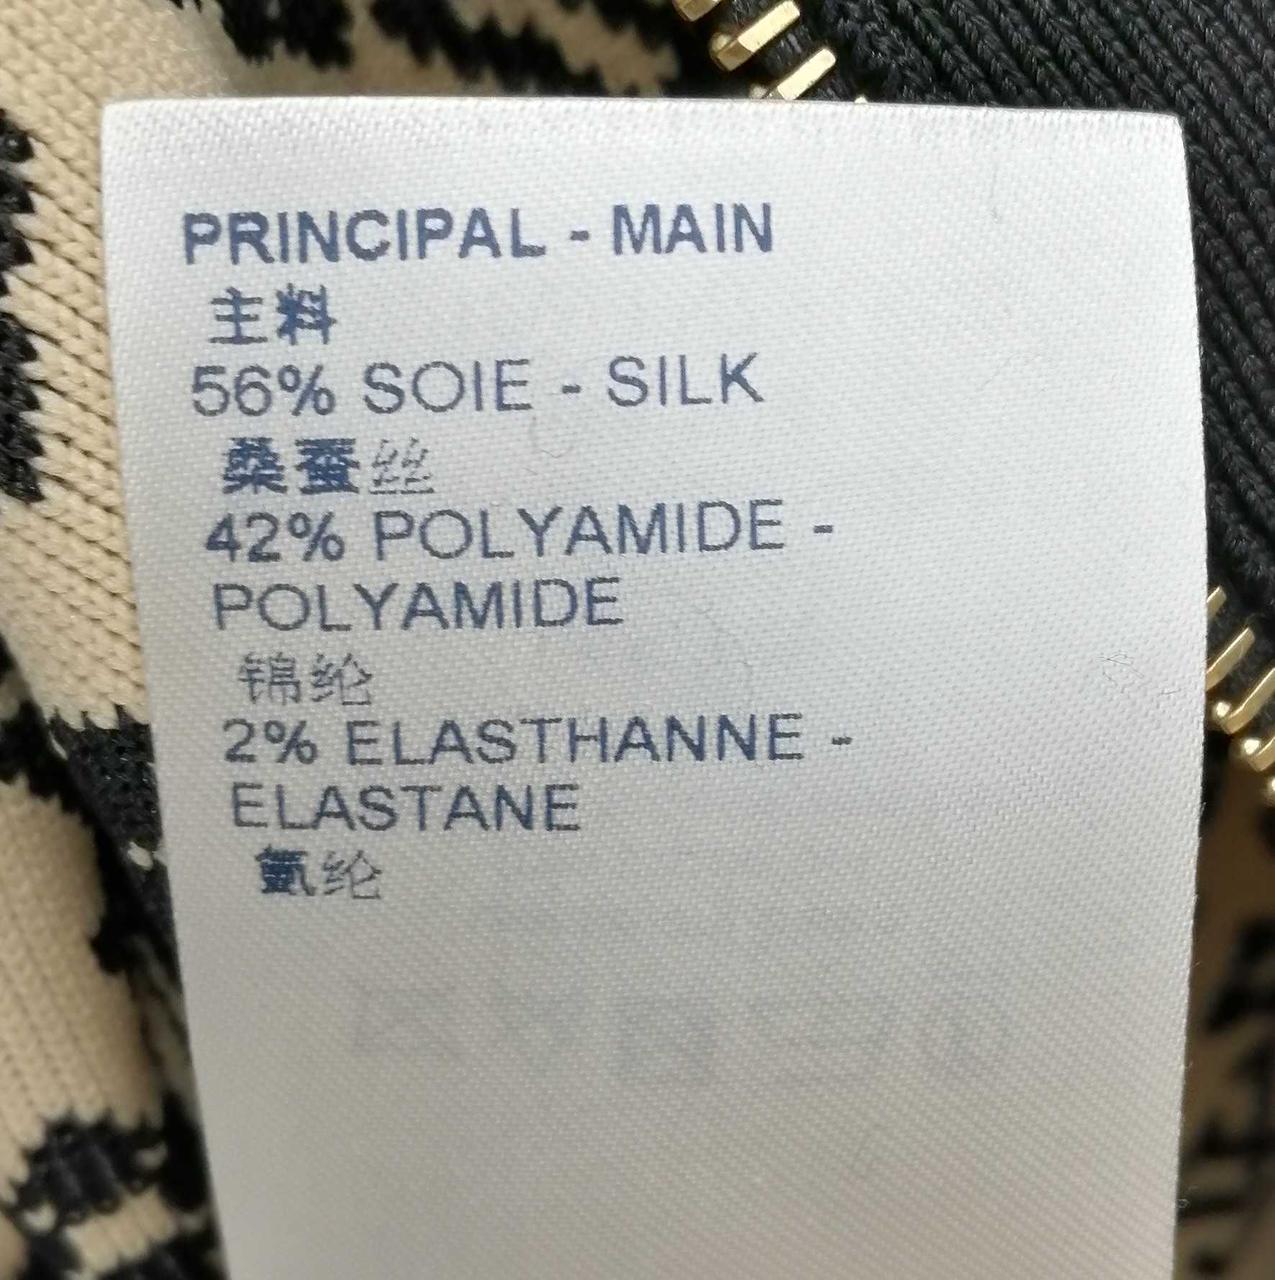 PRINCIPAL - MAIN
主料
56% SOIE - SILK
桑蚕丝
42% POLYAMIDE -
POLYAMIDE
锦纶
2% ELASTHANNE -
ELASTANE
氨纶